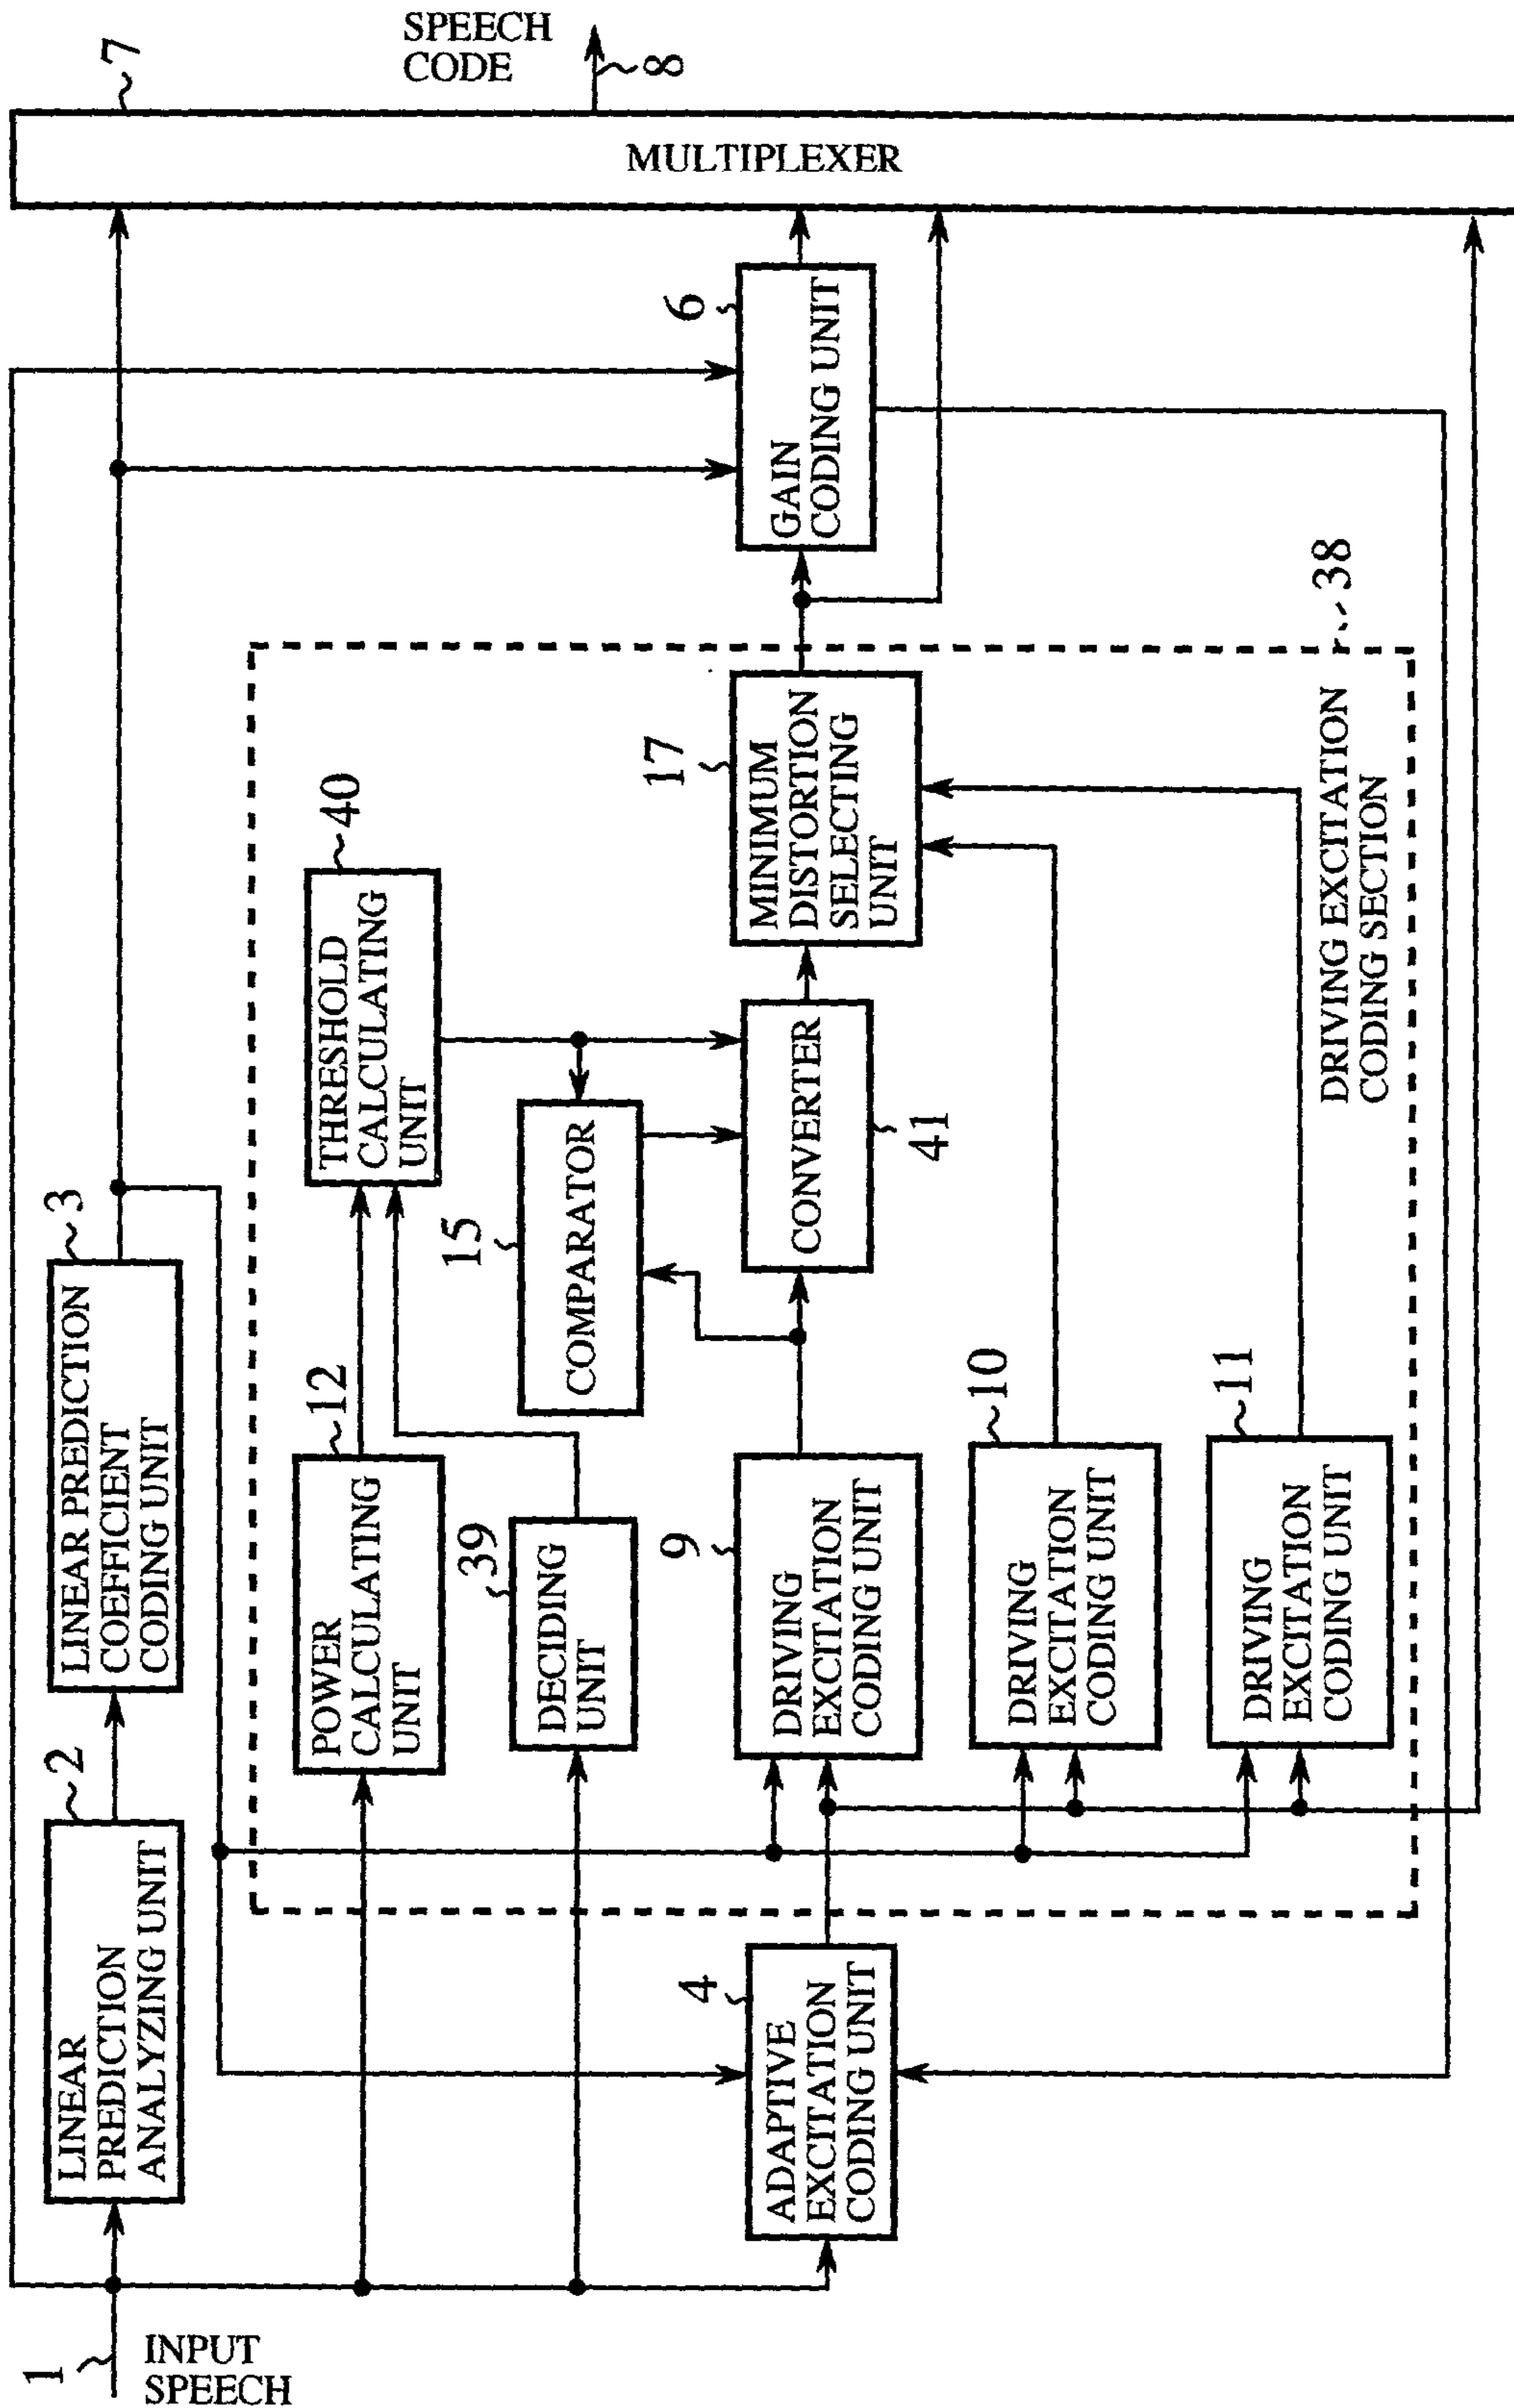 1
INPUT
SPEECH
2
LINEAR
PREDICTION
ANALYZING UNIT
3
LINEAR PREDICTION
COEFFICIENT
CODING UNIT
7
MULTIPLEXER
SPEECH
CODE
8
12
POWER
CALCULATING
UNIT
40
THRESHOLD
CALCULATING
UNIT
39
DECIDING
UNIT
15
COMPARATOR
4
ADAPTIVE
EXCITATION
CODING UNIT
9
DRIVING
EXCITATION
CODING UNIT
CONVERTER
41
17
MINIMUM
DISTORTION
SELECTING
UNIT
6
GAIN
CODING UNIT
10
DRIVING
EXCITATION
CODING UNIT
11
DRIVING
EXCITATION
CODING UNIT
DRIVING EXCITATION
CODING SECTION
38